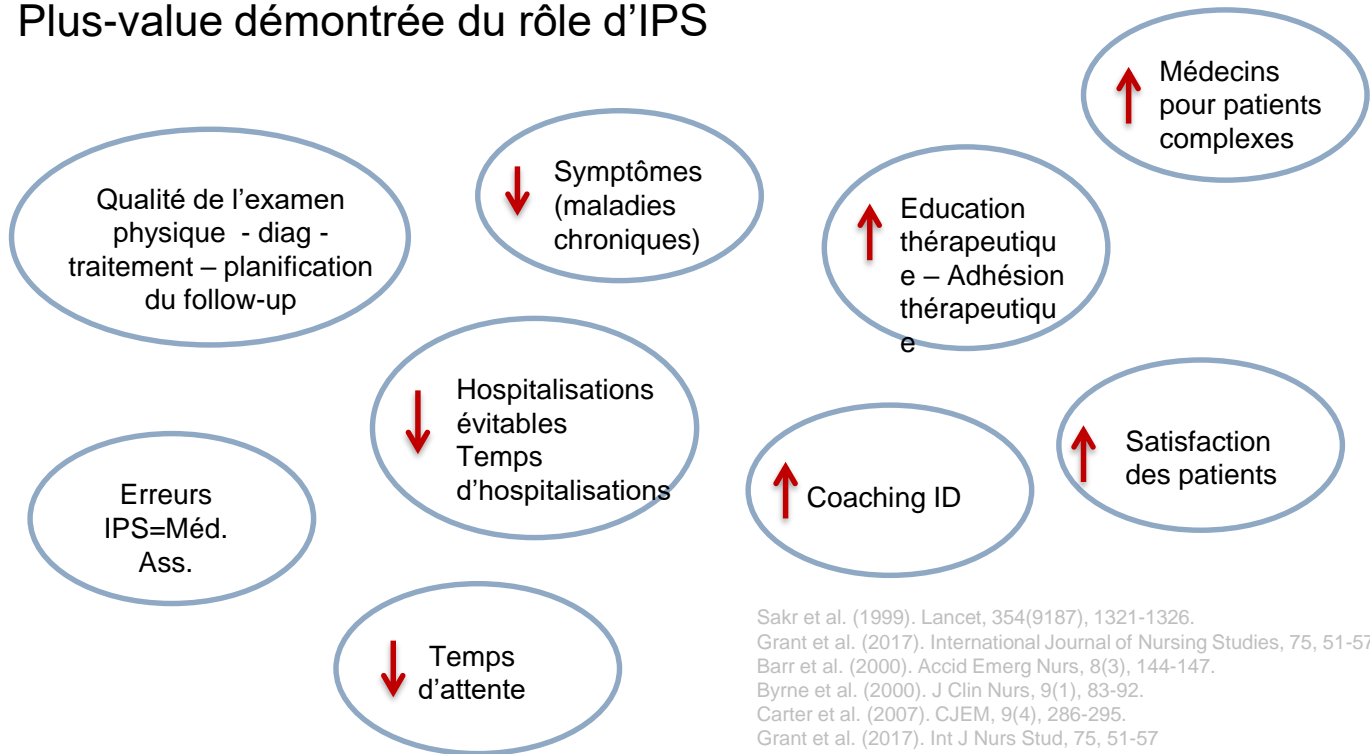 Plus-value démontrée du rôle d’IPS
Médecins
pour patients
complexes
Qualité de l’examen
physique - diag -
traitement – planification
du follow-up
Symptômes
(maladies
chroniques)
Education
thérapeutiqu
e – Adhésion
thérapeutiqu
e
Hospitalisations
évitables
Temps
d’hospitalisations
Satisfaction
des patients
Erreurs
IPS=Méd.
Ass.
Coaching ID
Temps
d’attente
Sakr et al. (1999). Lancet, 354(9187), 1321-1326.
Grant et al. (2017). International Journal of Nursing Studies, 75, 51-57
Barr et al. (2000). Accid Emerg Nurs, 8(3), 144-147.
Byrne et al. (2000). J Clin Nurs, 9(1), 83-92.
Carter et al. (2007). CJEM, 9(4), 286-295.
Grant et al. (2017). Int J Nurs Stud, 75, 51-57